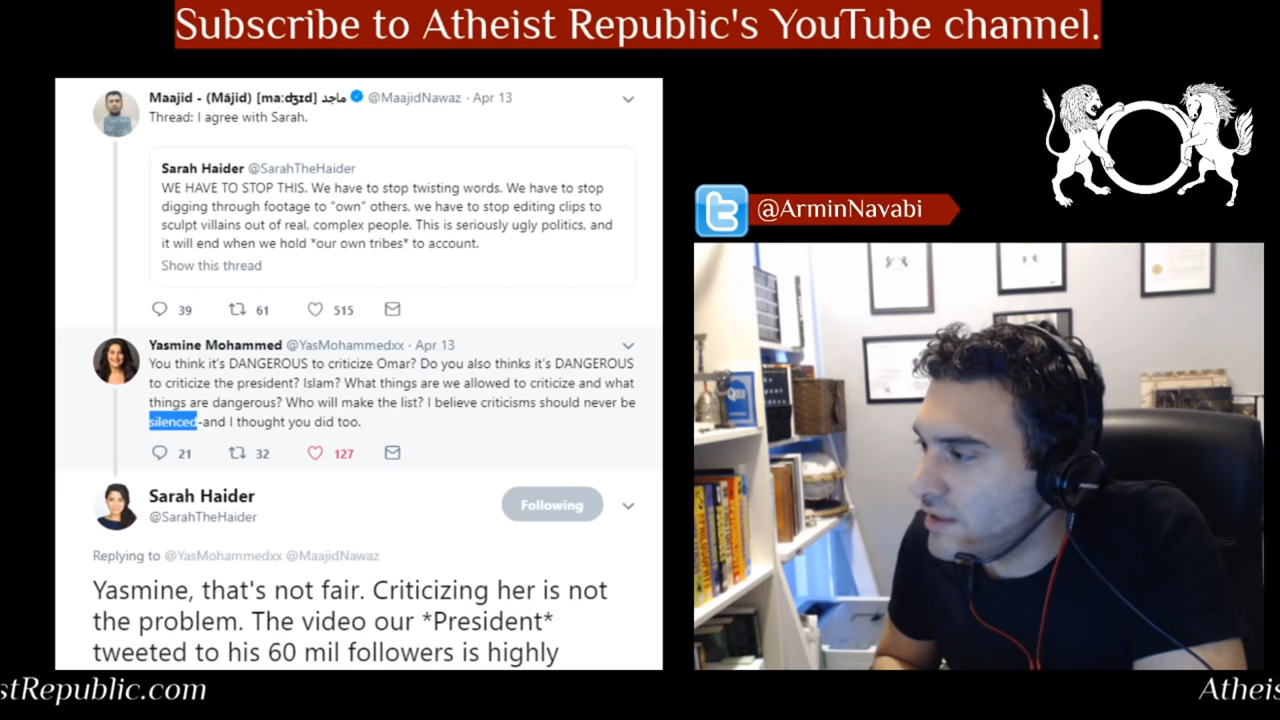 Subscribe to Atheist Republic's YouTube channel.
Maajid - (Mājid) [maːʤɪd] ماجد @MaajidNawaz · Apr 13
Thread: I agree with Sarah.
Sarah Haider @SarahTheHaider
WE HAVE TO STOP THIS. We have to stop twisting words. We have to stop
digging through footage to "own" others, we have to stop editing clips to
sculpt villains out of real, complex people. This is seriously ugly politics, and
it will end when we hold *our own tribes* to account.
Show this thread
39 61 515
Yasmine Mohammed @YasMohammedxx · Apr 13
You think it's DANGEROUS to criticize Omar? Do you also thinks it's DANGEROUS
to criticize the president? Islam? What things are we allowed to criticize and what
things are dangerous? Who will make the list? I believe criticisms should never be
silenced-and I thought you did too.
21 32 127
Sarah Haider
@SarahTheHaider
Following
Replying to @YasMohammedxx @MaajidNawaz
Yasmine, that's not fair. Criticizing her is not
the problem. The video our *President*
tweeted to his 60 mil followers is highly
@ArminNavabi
stRepublic.com
Atheis